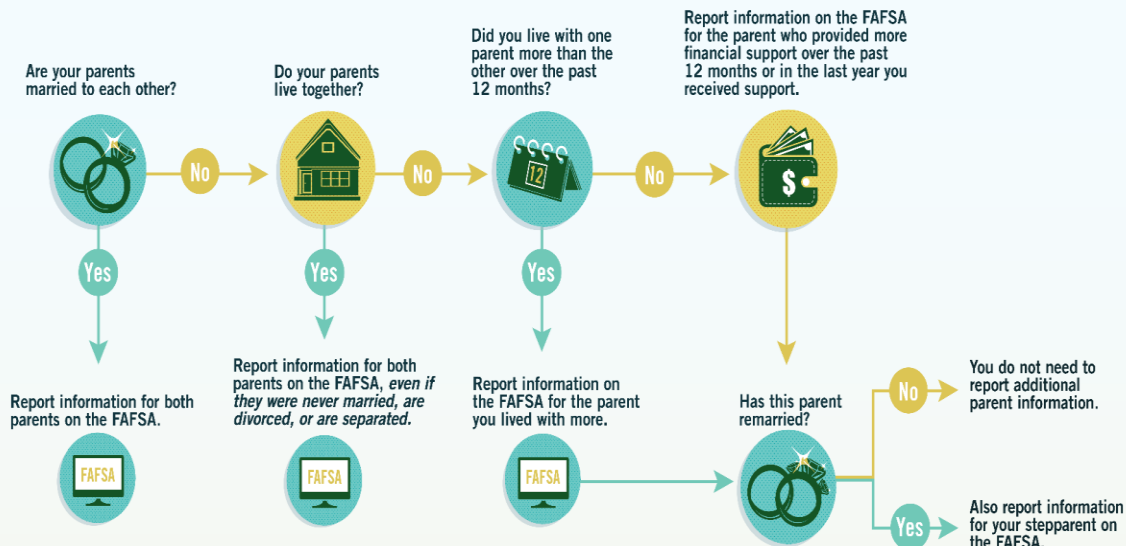 Are your parents
married to each other?
No
Yes
Report information for both
parents on the FAFSA.
FAFSA
Do your parents
live together?
No
Yes
Report information for both
parents on the FAFSA, even if
they were never married, are
divorced, or are separated.
FAFSA
Did you live with one
parent more than the
other over the past
12 months?
12
No
Yes
Report information on
the FAFSA for the parent
you lived with more.
FAFSA
Report information on the FAFSA
for the parent who provided more
financial support over the past
12 months or in the last year you
received support.
$
Has this parent
remarried?
No
You do not need to
report additional
parent information.
Yes
Also report information
for your stepparent on
the FAFSA.